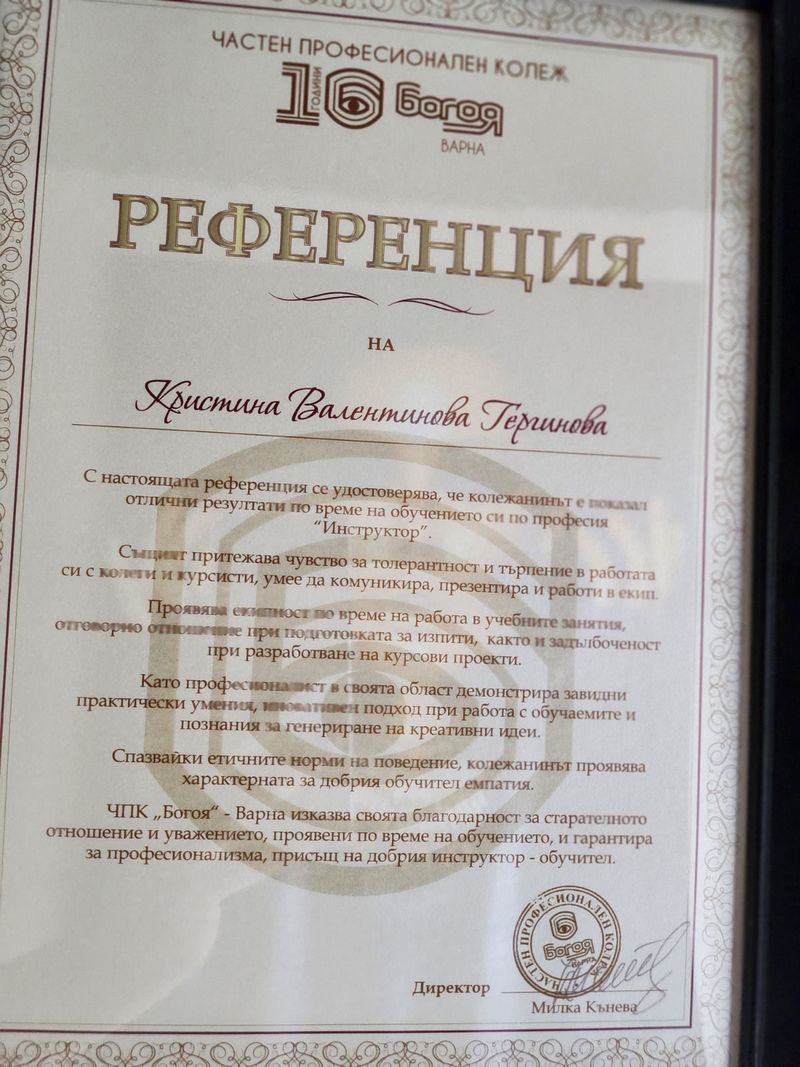 ЧАСТЕН ПРОФЕСИОНАЛЕН КОЛЕЖ
16 ГОДИНИ Богоя
ВАРНА
РЕФЕРЕНЦИЯ
НА
Кристина Валентинова Гергинова
С настоящата референция се удостоверява, че колежанинът е показал
отлични резултати по време на обучението си по професия
"Инструктор".
Същият притежава чувство за толерантност и търпение в работата
си с колеги и курсисти, умее да комуникира, презентира и работи в екип.
Проявява екипност по време на работа в учебните занятия,
отговорно отношение при подготовката за изпити, както и задълбоченост
при разработване на курсови проекти.
Като професионалист в своята област демонстрира завидни
практически умения, иновативен подход при работа с обучаемите и
познания за генериране на креативни идеи.
Спазвайки етичните норми на поведение, колежанинът проявява
характерната за добрия обучител емпатия.
ЧПК „Богоя“ - Варна изказва своята благодарност за старателното
отношение и уважението, проявени по време на обучението, и гарантира
за професионализма, присъщ на добрия инструктор - обучител.
ЧАСТЕН ПРОФЕСИОНАЛЕН КОЛЕЖ
Богоя
ВАРНА
Директор
Милка Кънева